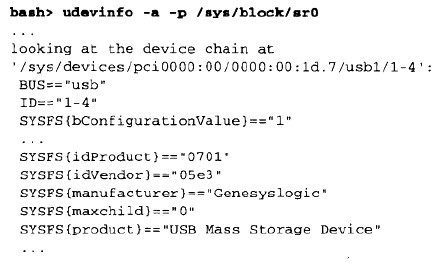 bash> udevinfo -a -p /sys/block/sr0
...
looking at the device chain at
'/sys/devices/pci0000:00/0000:00:1d.7/usb1/1-4':
BUS=="usb"
ID=="1-4"
SYSFS{bConfigurationValue}=="1"
...
SYSFS{idProduct}=="0701"
SYSFS{idVendor}=="05e3"
SYSFS{manufacturer}=="Genesyslogic"
SYSFS{maxchild}=="0"
SYSFS{product}=="USB Mass Storage Device"
...